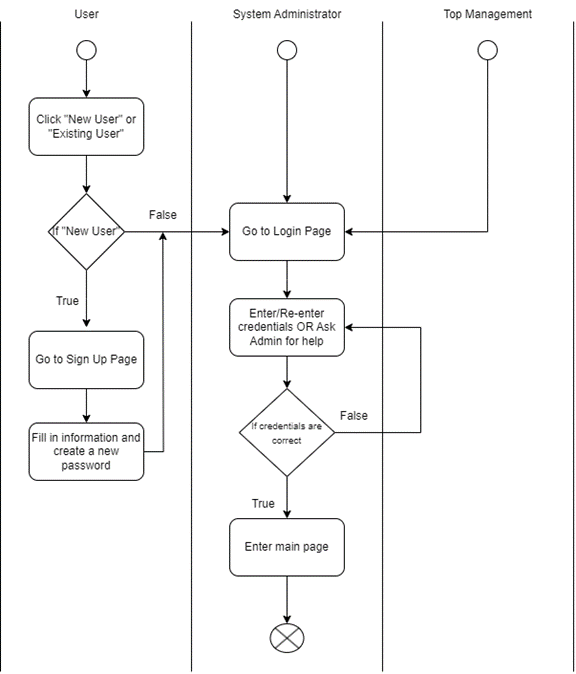 User
System Administrator
Top Management
Click "New User" or
"Existing User"
If "New User"
False
Go to Login Page
True
Enter/Re-enter
credentials OR Ask
Admin for help
Go to Sign Up Page
False
If credentials are
correct
Fill in information and
create a new
password
True
Enter main page